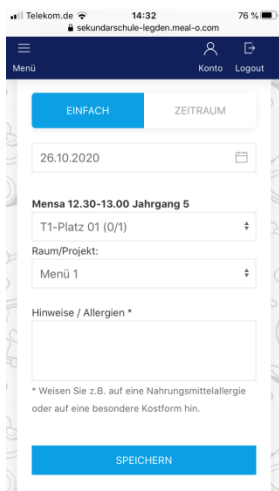 Telekom.de 14:32 76 %
sekundarschule-legden.meal-o.com
Menü Konto Logout
EINFACH ZEITRAUM
26.10.2020
Mensa 12.30-13.00 Jahrgang 5
T1-Platz 01 (0/1)
Raum/Projekt:
Menü 1
Hinweise / Allergien *
* Weisen Sie z.B. auf eine Nahrungsmittelallergie
oder auf eine besondere Kostform hin.
SPEICHERN